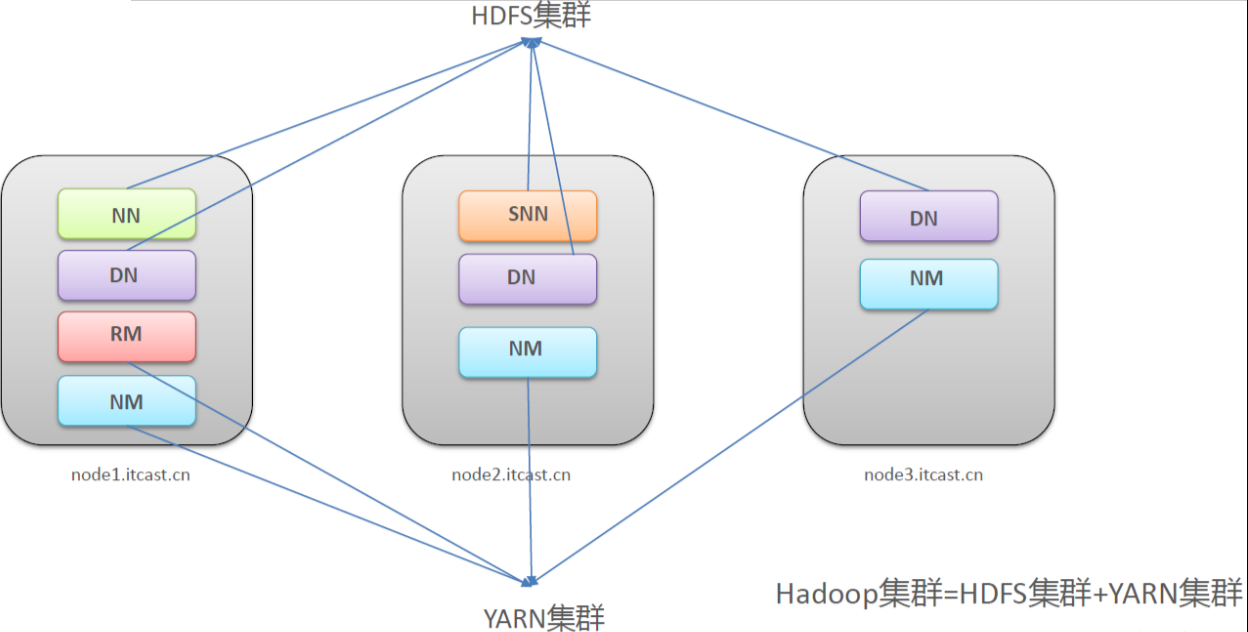 HDFS集群
NN
DN
RM
NM
node1.itcast.cn
SNN
DN
NM
node2.itcast.cn
DN
NM
node3.itcast.cn
YARN集群
Hadoop集群=HDFS集群+YARN集群